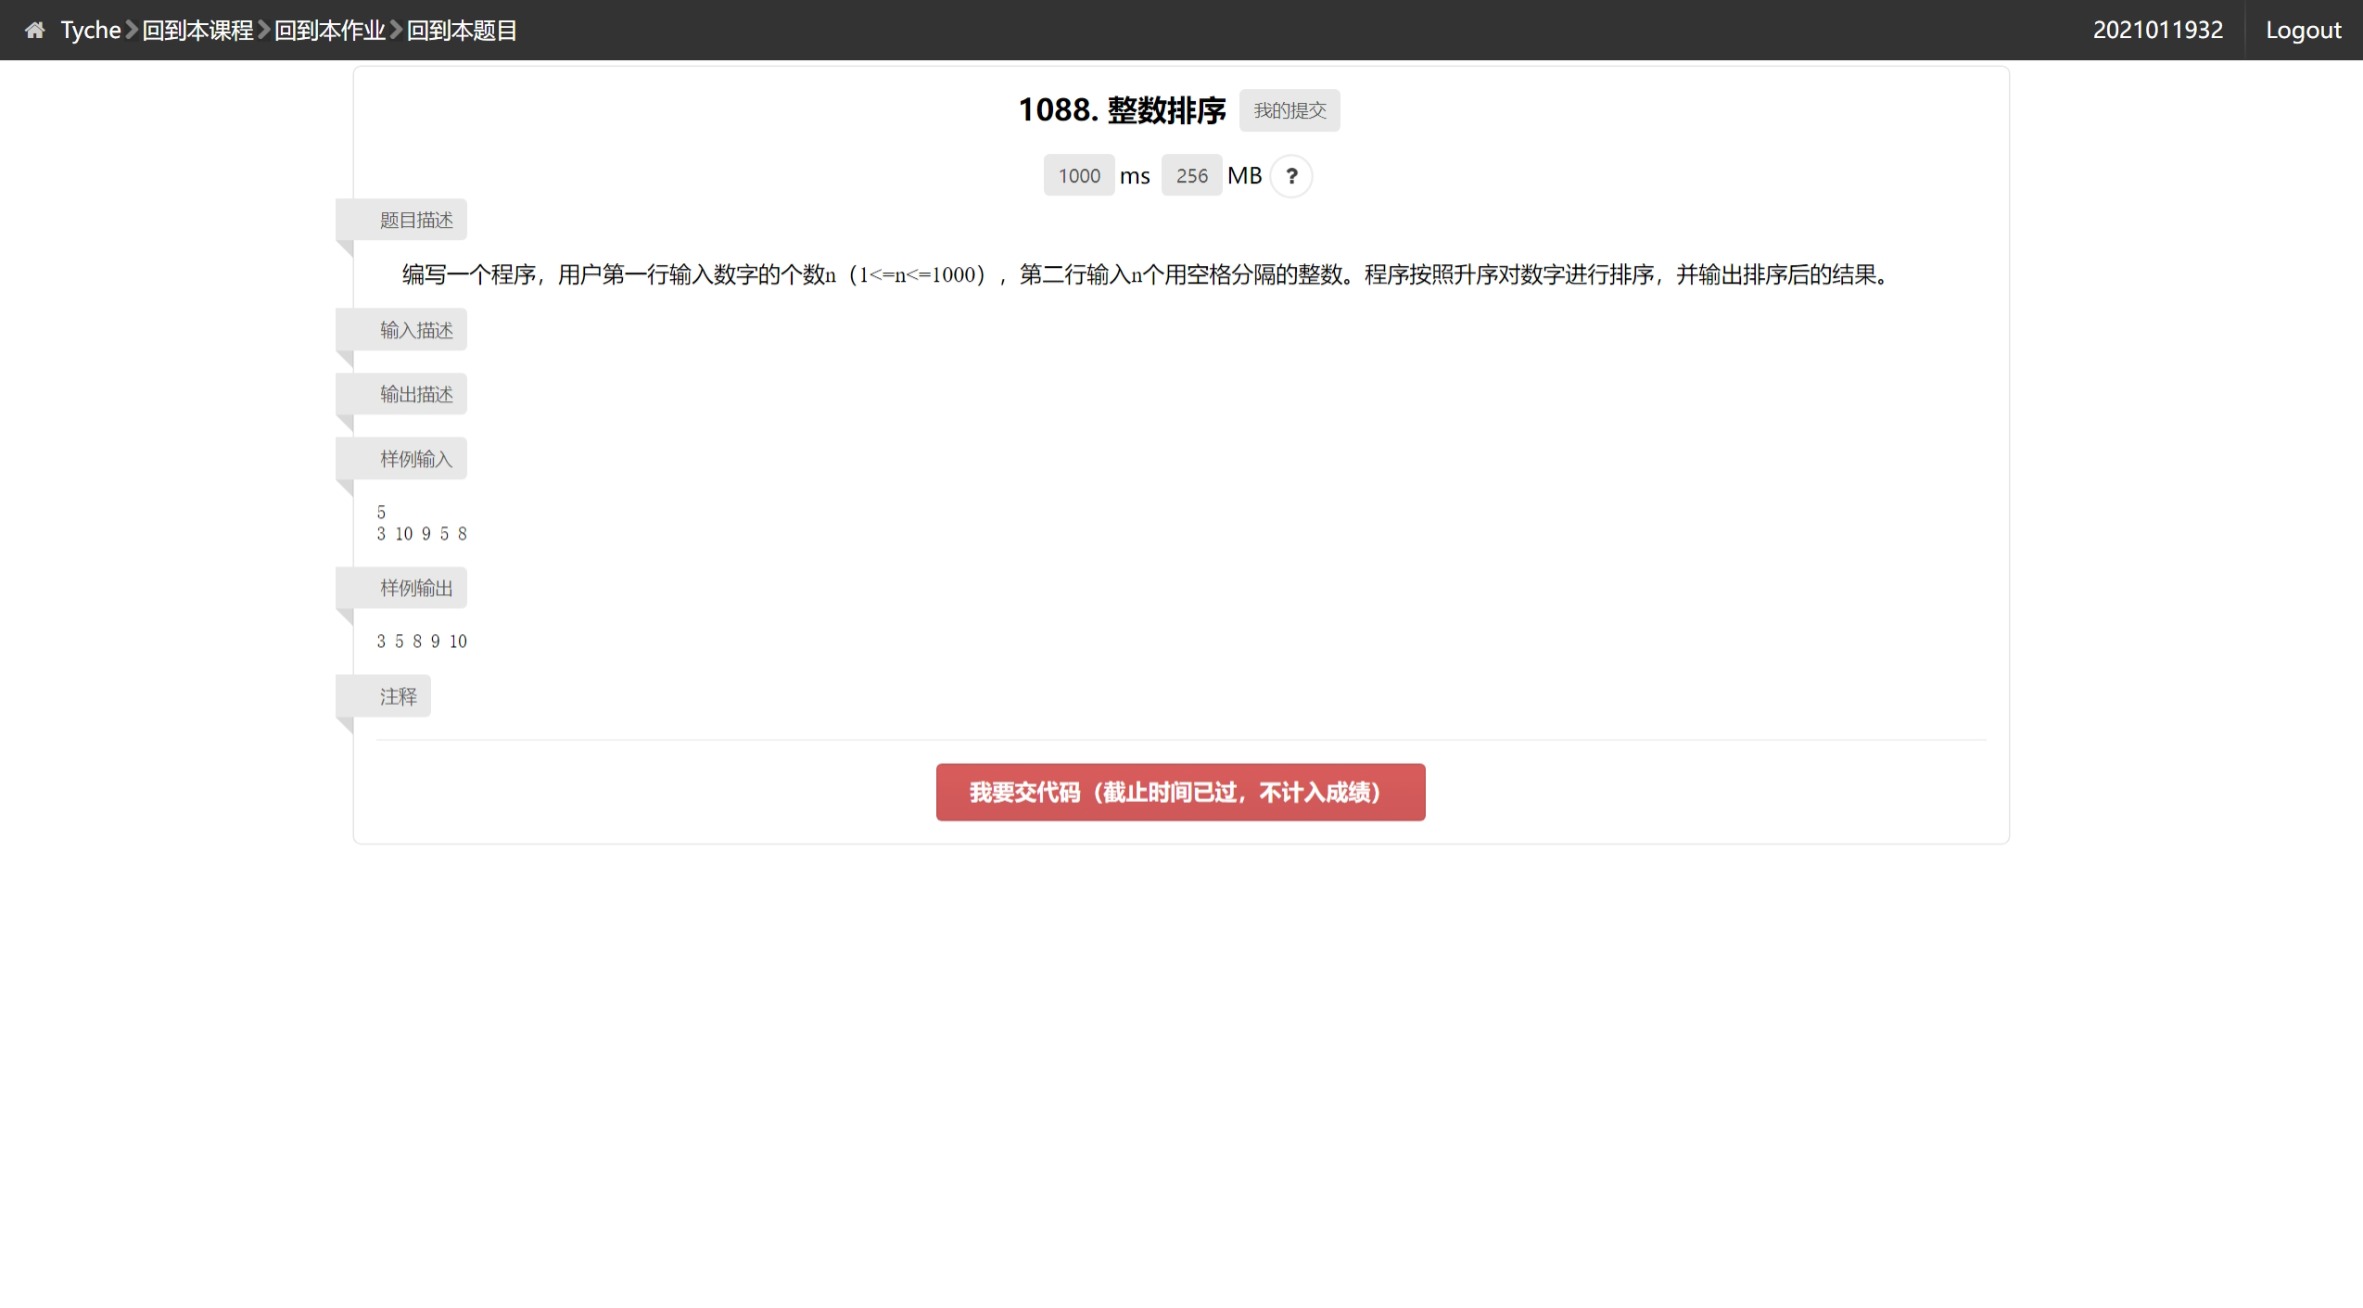 Tyche 回到本课程 回到本作业 回到本题目 2021011932 Logout
1088. 整数排序 我的提交
1000 ms 256 MB ?
题目描述
编写一个程序，用户第一行输入数字的个数n（1<=n<=1000），第二行输入n个用空格分隔的整数。程序按照升序对数字进行排序，并输出排序后的结果。
输入描述
输出描述
样例输入
5
3 10 9 5 8
样例输出
3 5 8 9 10
注释
我要交代码（截止时间已过，不计入成绩）